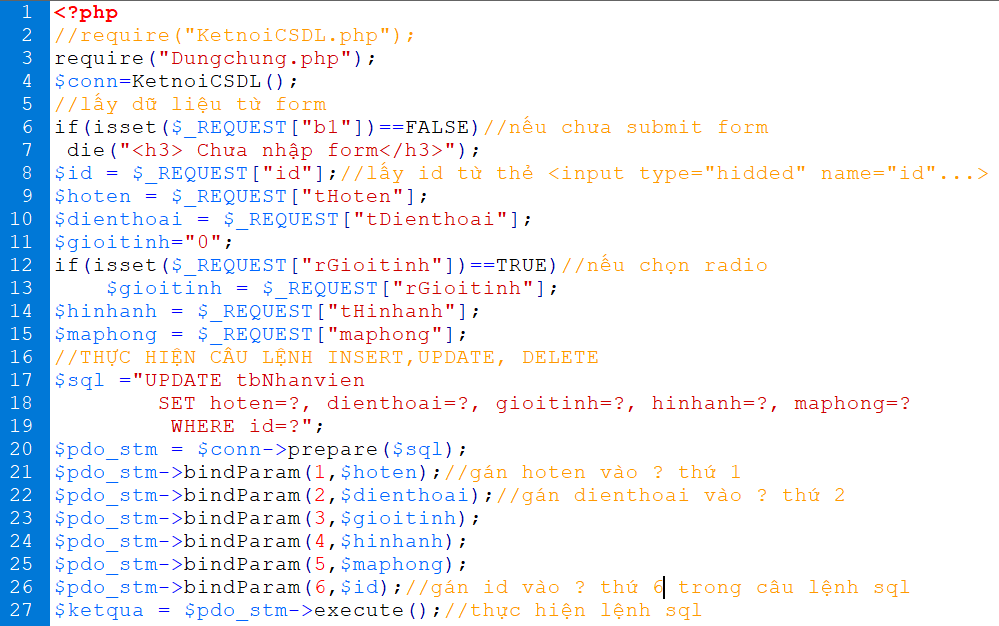 1 <?php
2 //require("KetnoiCSDL.php");
3 require("Dungchung.php");
4 $conn=KetnoiCSDL();
5 //lấy dữ liệu từ form
6 if(isset($_REQUEST["b1"])==FALSE)//nếu chưa submit form
7  die("<h3> Chưa nhập form</h3>");
8 $id = $_REQUEST["id"];//lấy id từ thẻ <input type="hidded" name="id"...>
9 $hoten = $_REQUEST["tHoten"];
10 $dienthoai = $_REQUEST["tDienthoai"];
11 $gioitinh="0";
12 if(isset($_REQUEST["rGioitinh"])==TRUE)//nếu chọn radio
13     $gioitinh = $_REQUEST["rGioitinh"];
14 $hinhanh = $_REQUEST["tHinhanh"];
15 $maphong = $_REQUEST["maphong"];
16 //THỰC HIỆN CÂU LỆNH INSERT,UPDATE, DELETE
17 $sql ="UPDATE tbNhanvien
18         SET hoten=?, dienthoai=?, gioitinh=?, hinhanh=?, maphong=?
19          WHERE id=?";
20 $pdo_stm = $conn->prepare($sql);
21 $pdo_stm->bindParam(1,$hoten);//gán hoten vào ? thứ 1
22 $pdo_stm->bindParam(2,$dienthoai);//gán dienthoai vào ? thứ 2
23 $pdo_stm->bindParam(3,$gioitinh);
24 $pdo_stm->bindParam(4,$hinhanh);
25 $pdo_stm->bindParam(5,$maphong);
26 $pdo_stm->bindParam(6,$id);//gán id vào ? thứ 6 trong câu lệnh sql
27 $ketqua = $pdo_stm->execute();//thực hiện lệnh sql